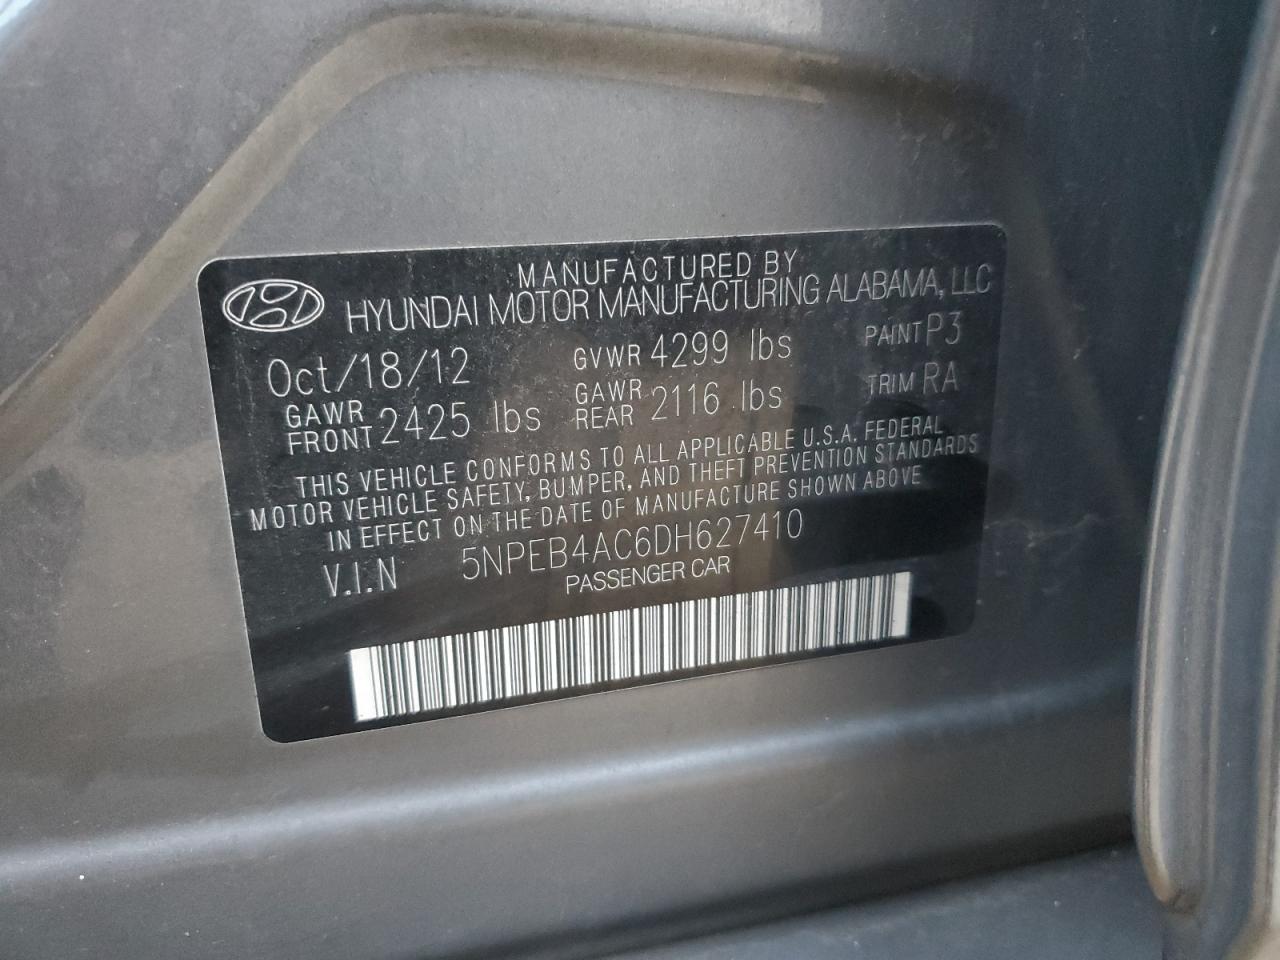 MANUFACTURED BY
HYUNDAI MOTOR MANUFACTURING ALABAMA, LLC
Oct/18/12 GVWR 4299 lbs PAINT P3
GAWR FRONT 2425 lbs GAWR REAR 2116 lbs TRIM RA
THIS VEHICLE CONFORMS TO ALL APPLICABLE U.S.A. FEDERAL
MOTOR VEHICLE SAFETY, BUMPER, AND THEFT PREVENTION STANDARDS
IN EFFECT ON THE DATE OF MANUFACTURE SHOWN ABOVE
V.I.N 5NPEB4AC6DH627410
PASSENGER CAR